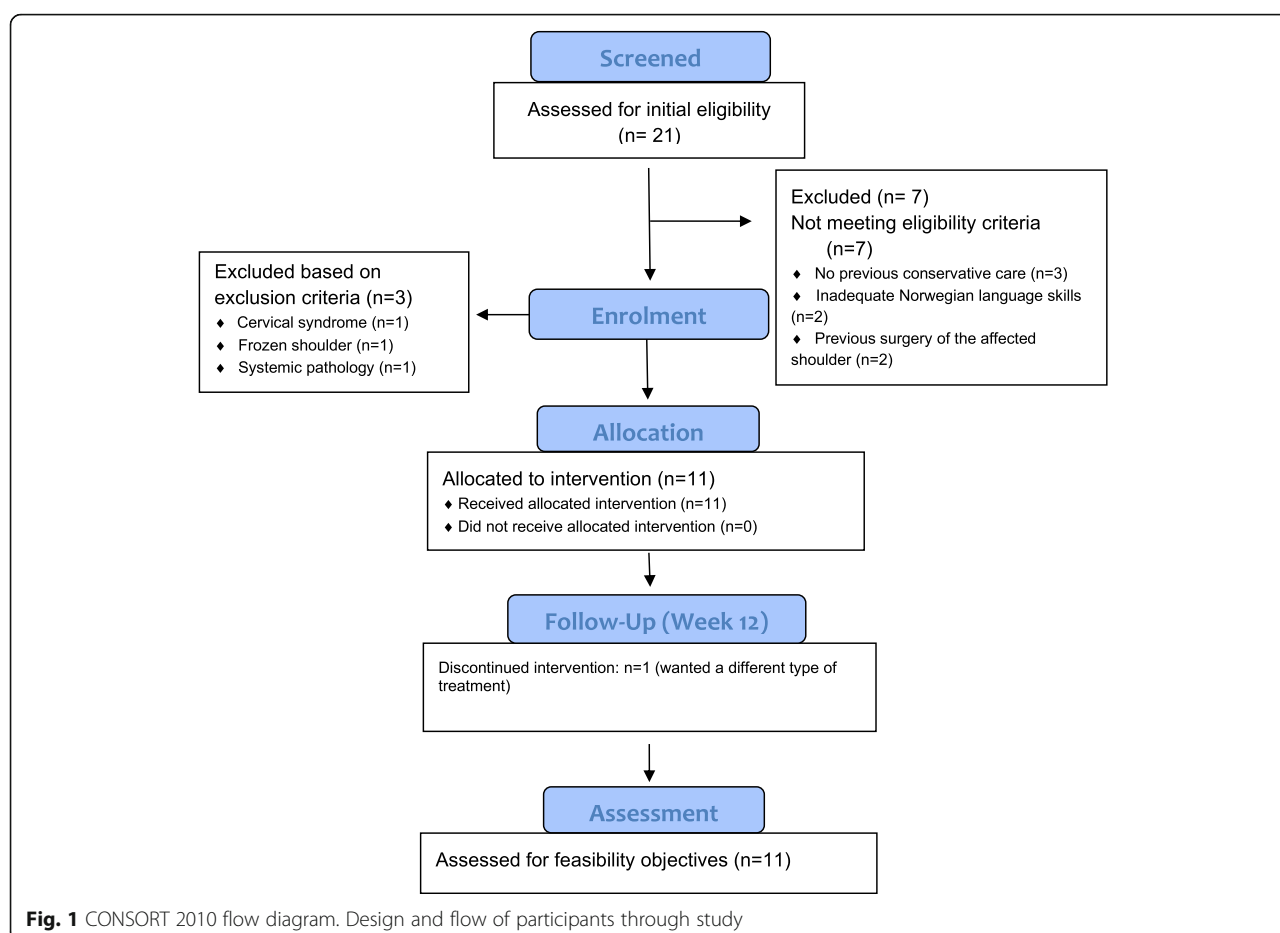 Screened
Assessed for initial eligibility
(n= 21)
Excluded (n= 7)
Not meeting eligibility criteria
(n=7)
♦ No previous conservative care (n=3)
♦ Inadequate Norwegian language skills
(n=2)
♦ Previous surgery of the affected
shoulder (n=2)
Excluded based on
exclusion criteria (n=3)
♦ Cervical syndrome (n=1)
♦ Frozen shoulder (n=1)
♦ Systemic pathology (n=1)
Enrolment
Allocation
Allocated to intervention (n=11)
♦ Received allocated intervention (n=11)
♦ Did not receive allocated intervention (n=0)
Follow-Up (Week 12)
Discontinued intervention: n=1 (wanted a different type of
treatment)
Assessment
Assessed for feasibility objectives (n=11)
Fig. 1 CONSORT 2010 flow diagram. Design and flow of participants through study